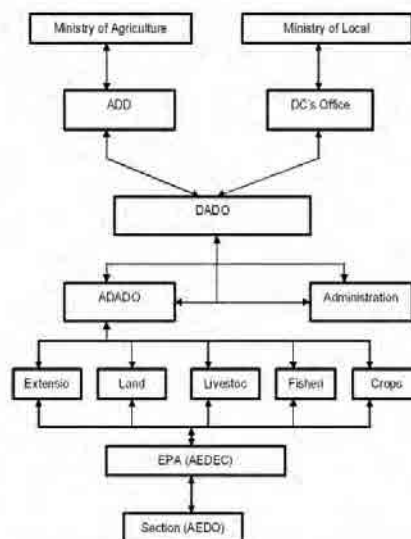 Ministry of Agriculture
Ministry of Local
ADD
DC's Office
DADO
ADADO
Administration
Extensio
Land
Livestoc
Fisheri
Crops
EPA (AEDEC)
Section (AEDO)